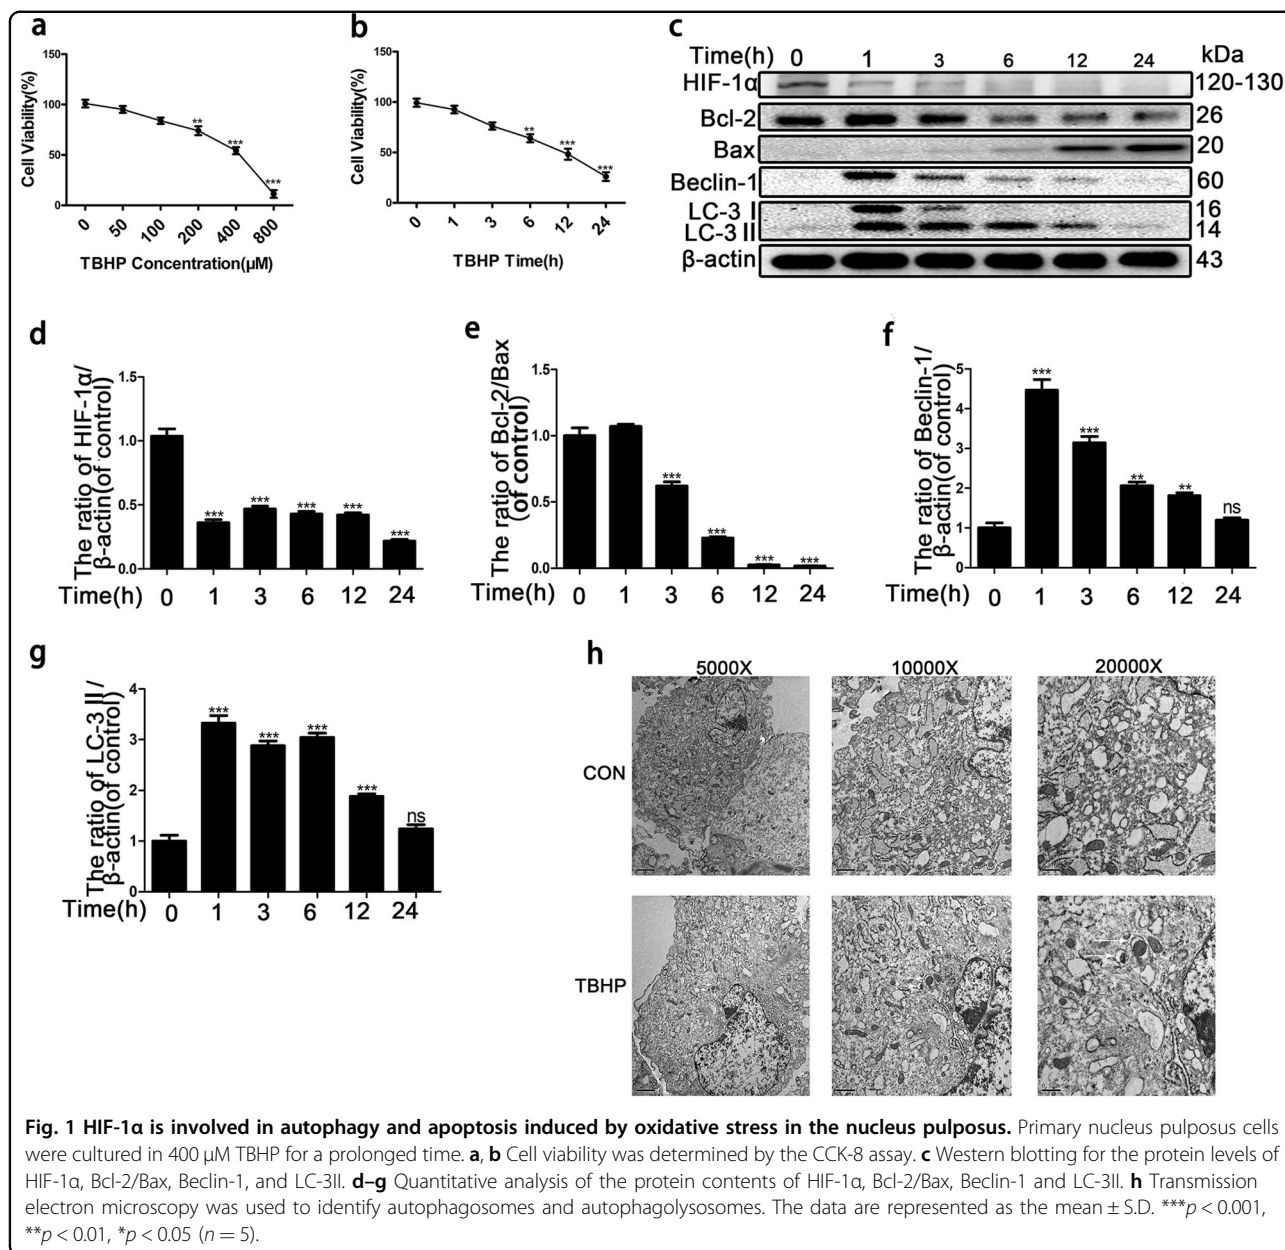 a
Cell Viability(%)
150
100
50
0
**
***
***
0 50 100 200 400 800
TBHP Concentration(μM)
b
Cell Viability(%)
150
100
50
0
**
***
***
0 1 3 6 12 24
TBHP Time(h)
c
Time(h) 0 1 3 6 12 24 kDa
HIF-1α 120-130
Bcl-2 26
Bax 20
Beclin-1 60
LC-3 I 16
LC-3 II 14
β-actin 43
d
The ratio of HIF-1α/
β-actin(of control)
1.5
1.0
0.5
0.0
*** *** *** *** ***
Time(h) 0 1 3 6 12 24
e
The ratio of Bcl-2/Bax
(of control)
1.5
1.0
0.5
0.0
*** *** *** ***
Time(h) 0 1 3 6 12 24
f
The ratio of Beclin-1/
β-actin(of control)
5
4
3
2
1
0
*** *** ** ** ns
Time(h) 0 1 3 6 12 24
g
The ratio of LC-3 II /
β-actin(of control)
4
3
2
1
0
*** *** *** *** ns
Time(h) 0 1 3 6 12 24
h
5000X 10000X 20000X
CON
TBHP
Fig. 1 HIF-1α is involved in autophagy and apoptosis induced by oxidative stress in the nucleus pulposus. Primary nucleus pulposus cells
were cultured in 400 μM TBHP for a prolonged time. a, b Cell viability was determined by the CCK-8 assay. c Western blotting for the protein levels of
HIF-1α, Bcl-2/Bax, Beclin-1, and LC-3II. d–g Quantitative analysis of the protein contents of HIF-1α, Bcl-2/Bax, Beclin-1 and LC-3II. h Transmission
electron microscopy was used to identify autophagosomes and autophagolysosomes. The data are represented as the mean ± S.D. ***p < 0.001,
**p < 0.01, *p < 0.05 (n = 5).